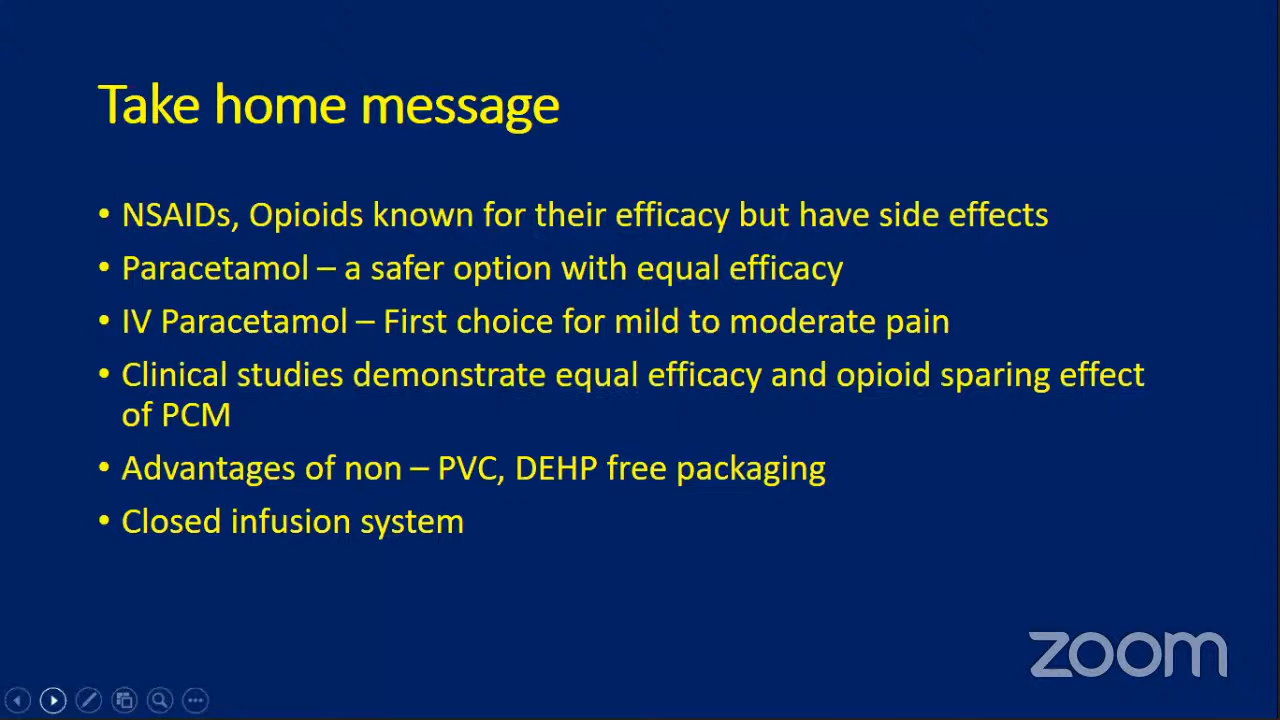 Take home message
• NSAIDs, Opioids known for their efficacy but have side effects
• Paracetamol – a safer option with equal efficacy
• IV Paracetamol – First choice for mild to moderate pain
• Clinical studies demonstrate equal efficacy and opioid sparing effect
of PCM
• Advantages of non – PVC, DEHP free packaging
• Closed infusion system
zoom